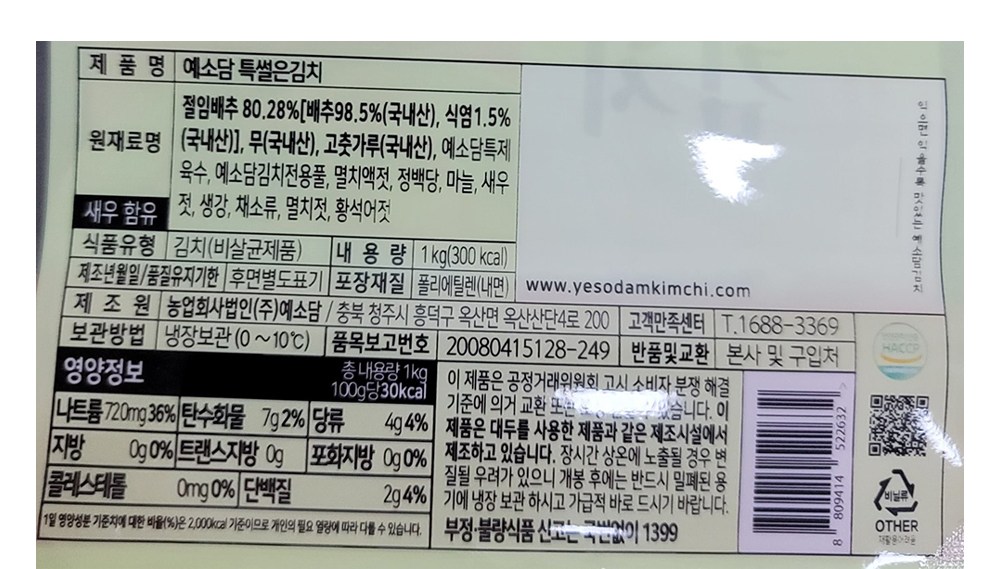 제 품 명 예소담 특썰은김치
원재료명
절임배추 80.28%[배추98.5%(국내산), 식염1.5%
(국내산)], 무(국내산), 고춧가루(국내산), 예소담특제
육수, 예소담김치전용풀, 멸치액젓, 정백당, 마늘, 새우
젓, 생강, 채소류, 멸치젓, 황석어젓
새우 함유
식품유형 김치(비살균제품) 내 용 량 1kg(300 kcal)
제조년월일/품질유지기한 후면별도표기 포장재질 폴리에틸렌(내면)
www.yesodamkimchi.com
제 조 원 농업회사법인(주)예소담 / 충북 청주시 흥덕구 옥산면 옥산산단4로 200 고객만족센터 T.1688-3369
보관방법 냉장보관 (0 ~ 10℃) 품목보고번호 20080415128-249 반품및교환 본사 및 구입처
영양정보 총 내용량 1kg
100g당 30kcal
나트륨 720mg 36% 탄수화물 7g 2% 당류 4g 4%
지방 0g 0% 트랜스지방 0g 포화지방 0g 0%
콜레스테롤 0mg 0% 단백질 2g 4%
1일 영양성분 기준치에 대한 비율(%)은 2,000kcal 기준이므로 개인의 필요 열량에 따라 다를 수 있습니다.
이 제품은 공정거래위원회 고시 소비자 분쟁 해결
기준에 의거 교환 또는 있습니다. 이
제품은 대두를 사용한 제품과 같은 제조시설에서
제조하고 있습니다. 장시간 상온에 노출될 경우 변
질될 우려가 있으니 개봉 후에는 반드시 밀폐된 용
기에 냉장 보관 하시고 가급적 바로 드시기 바랍니다.
부정·불량식품 신고는 국번없이 1399
8 809414 522632
HACCP
비닐류
OTHER
재활용어려움